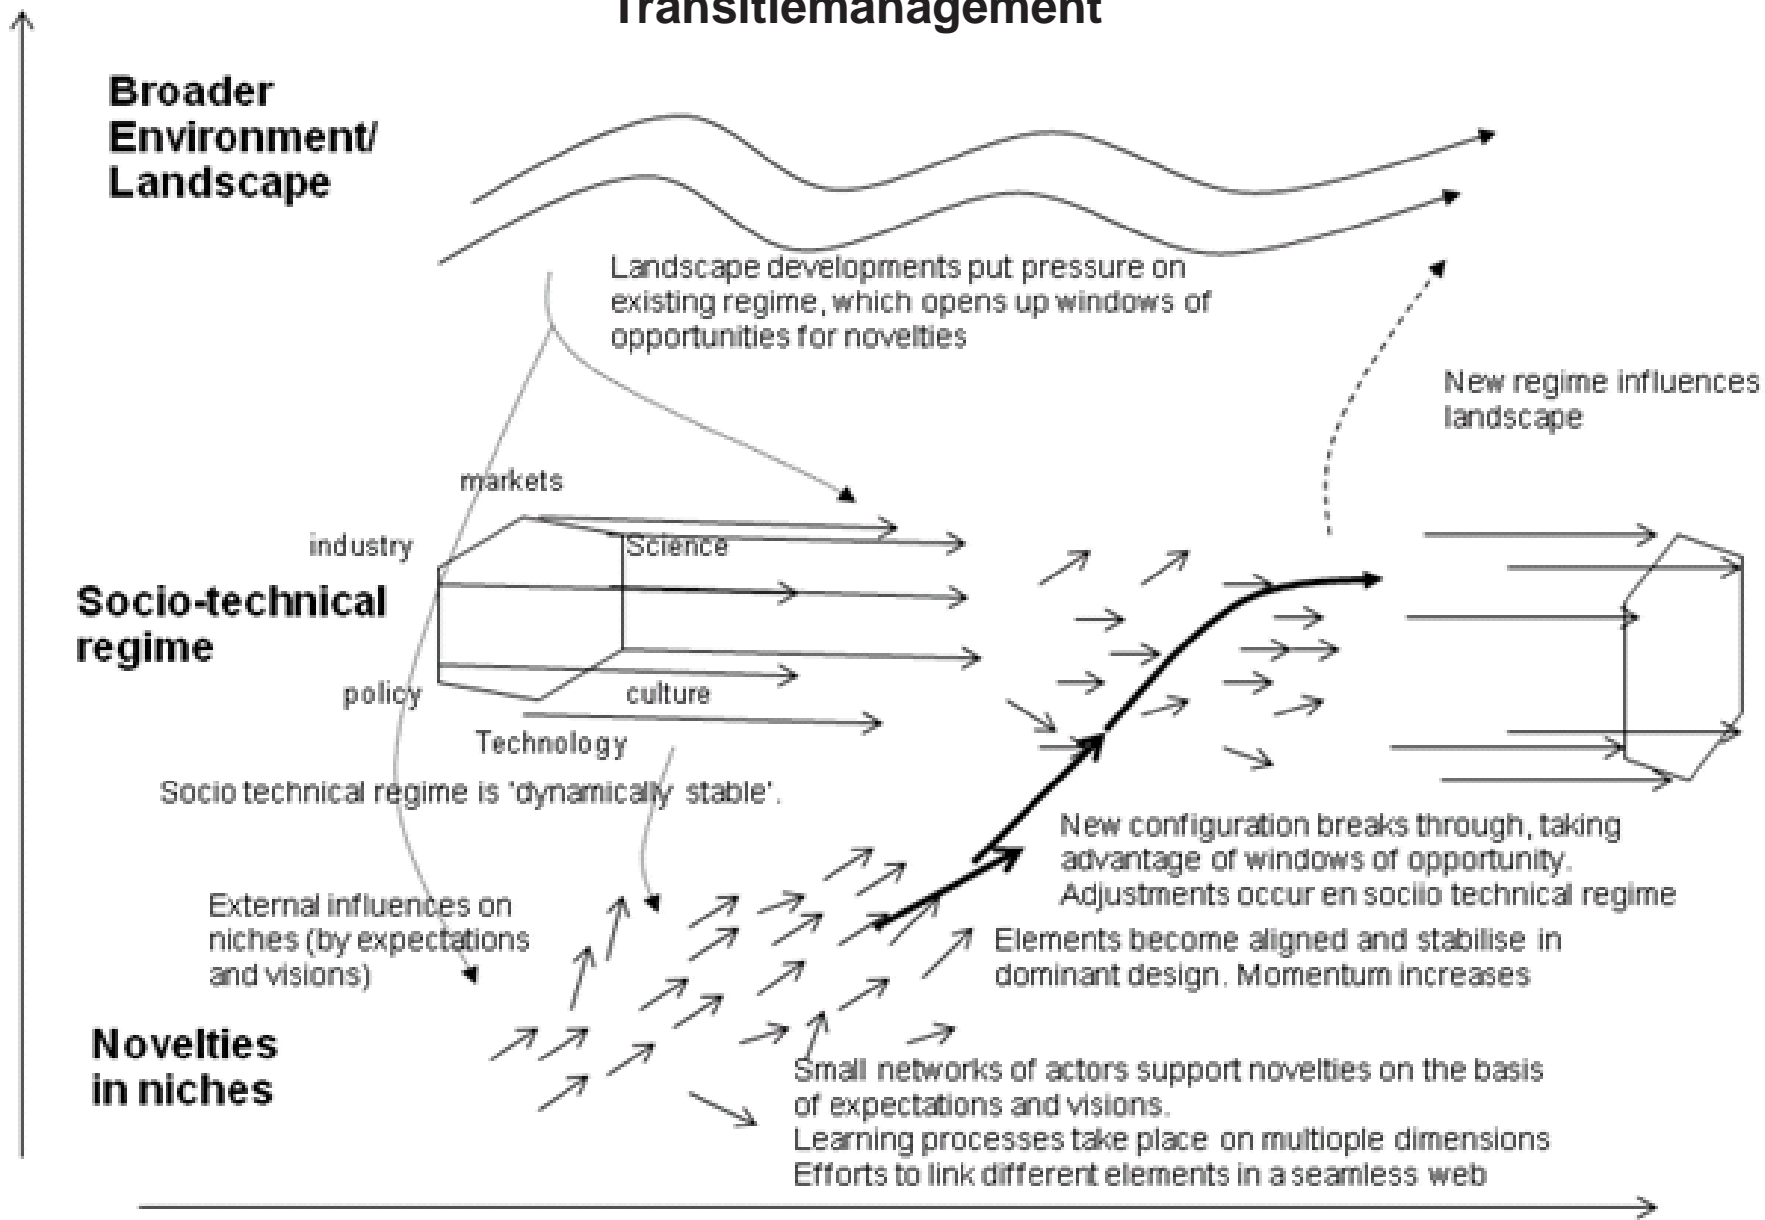 Transitiemanagement
Broader
Environment/
Landscape
Landscape developments put pressure on
existing regime, which opens up windows of
opportunities for novelties
New regime influences
landscape
markets
industry
Science
Socio-technical
regime
policy
culture
Technology
Socio technical regime is 'dynamically stable'.
New configuration breaks through, taking
advantage of windows of opportunity.
Adjustments occur en sociio technical regime
External influences on
niches (by expectations
and visions)
Elements become aligned and stabilise in
dominant design. Momentum increases
Novelties
in niches
Small networks of actors support novelties on the basis
of expectations and visions.
Learning processes take place on multiople dimensions
Efforts to link different elements in a seamless web